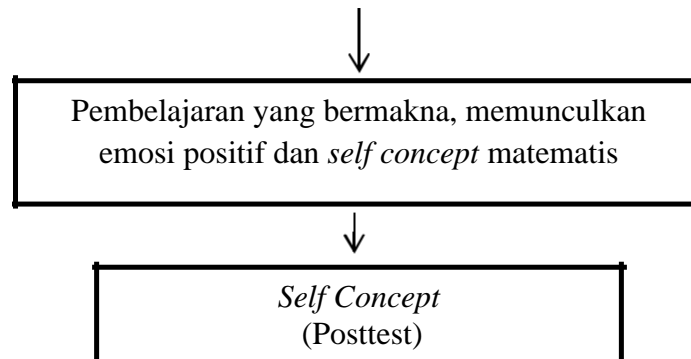 Pembelajaran yang bermakna, memunculkan
emosi positif dan self concept matematis
Self Concept
(Posttest)